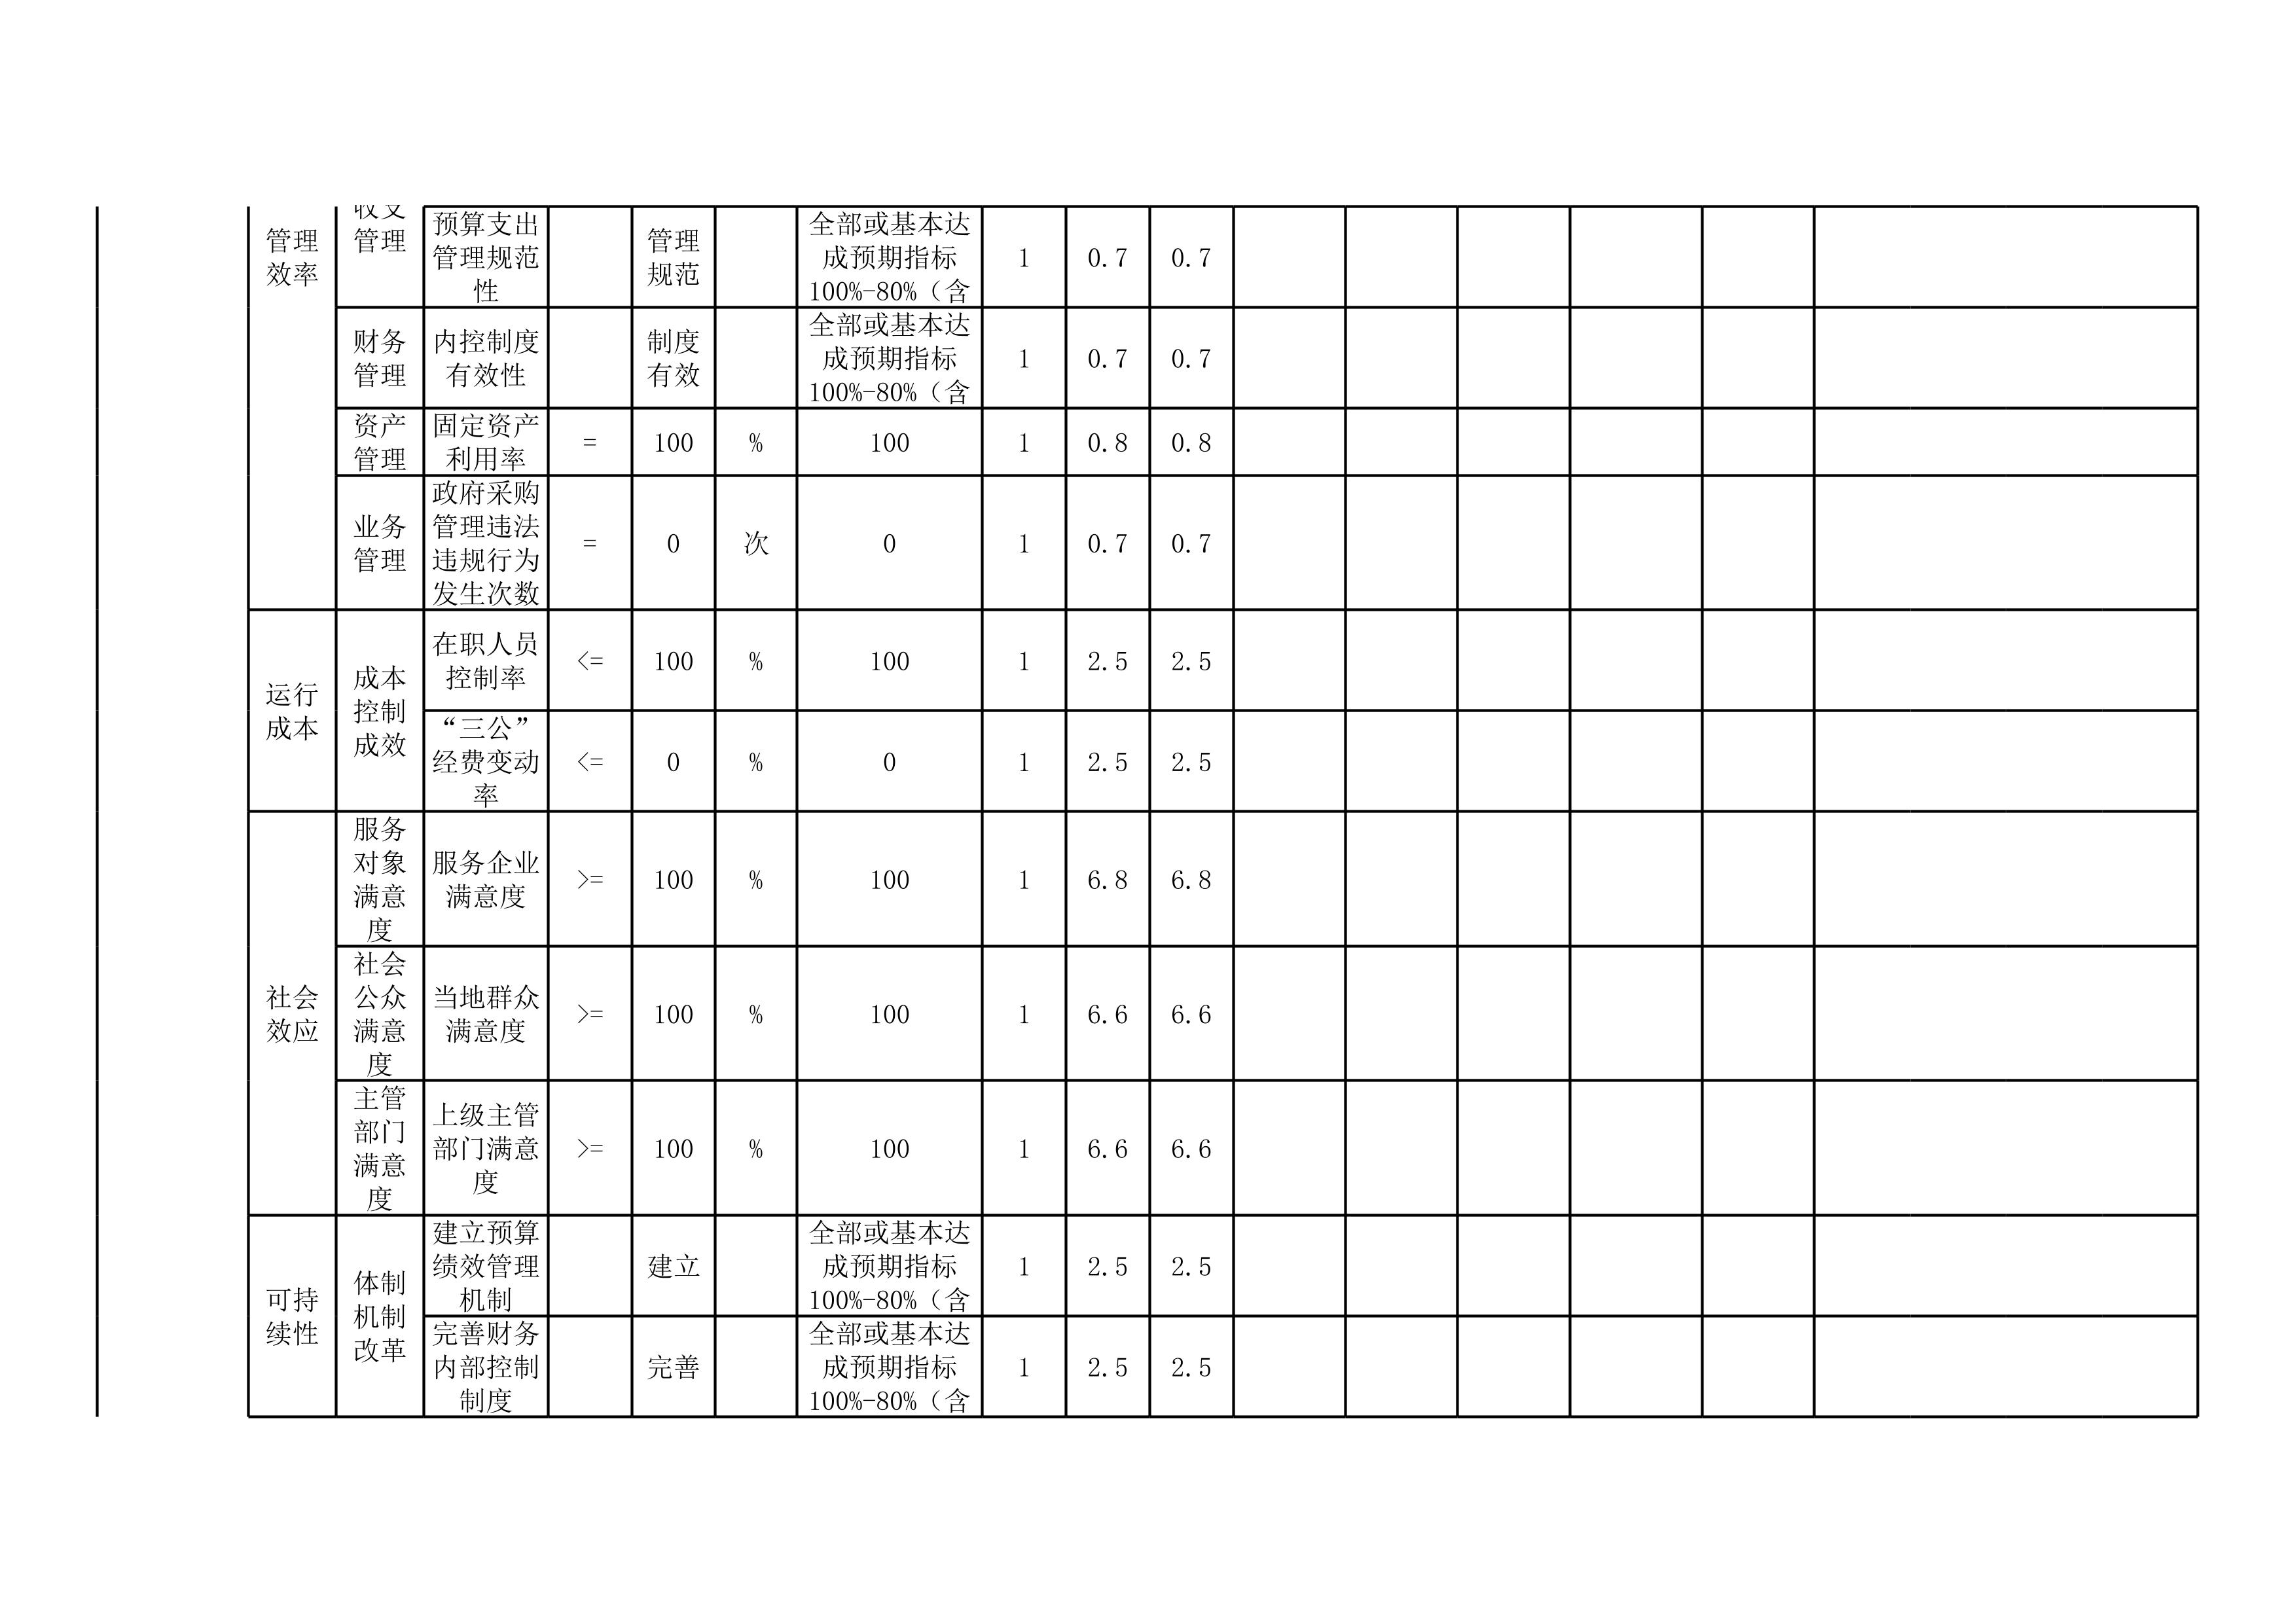 管理
效率
收支
管理
预算支出
管理规范
性
管理
规范
全部或基本达
成预期指标
100%-80%（含
1
0.7
0.7
财务
管理
内控制度
有效性
制度
有效
全部或基本达
成预期指标
100%-80%（含
1
0.7
0.7
资产
管理
固定资产
利用率
=
100
%
100
1
0.8
0.8
业务
管理
政府采购
管理违法
违规行为
发生次数
=
0
次
0
1
0.7
0.7
运行
成本
成本
控制
成效
在职人员
控制率
<=
100
%
100
1
2.5
2.5
“三公”
经费变动
率
<=
0
%
0
1
2.5
2.5
社会
效应
服务
对象
满意
度
服务企业
满意度
>=
100
%
100
1
6.8
6.8
社会
公众
满意
度
当地群众
满意度
>=
100
%
100
1
6.6
6.6
主管
部门
满意
度
上级主管
部门满意
度
>=
100
%
100
1
6.6
6.6
可持
续性
体制
机制
改革
建立预算
绩效管理
机制
建立
全部或基本达
成预期指标
100%-80%（含
1
2.5
2.5
完善财务
内部控制
制度
完善
全部或基本达
成预期指标
100%-80%（含
1
2.5
2.5